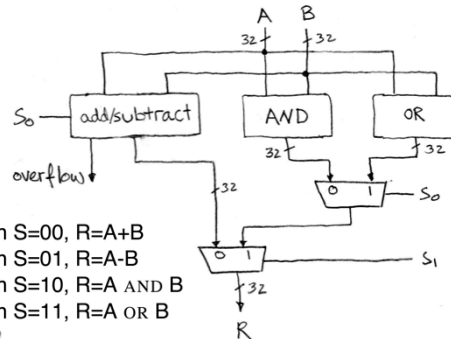 A B
32 32
S₀ add/subtract AND OR
32 32
overflow
0 1 S₀
32
0 1 S₁
32
R
S=00, R=A+B
S=01, R=A-B
S=10, R=A AND B
S=11, R=A OR B